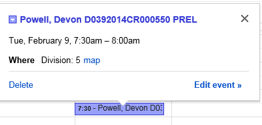 Powell, Devon D0392014CR000550 PREL
Tue, February 9, 7:30am – 8:00am
Where Division: 5 map
Delete Edit event »
7:30 - Powell, Devon D0